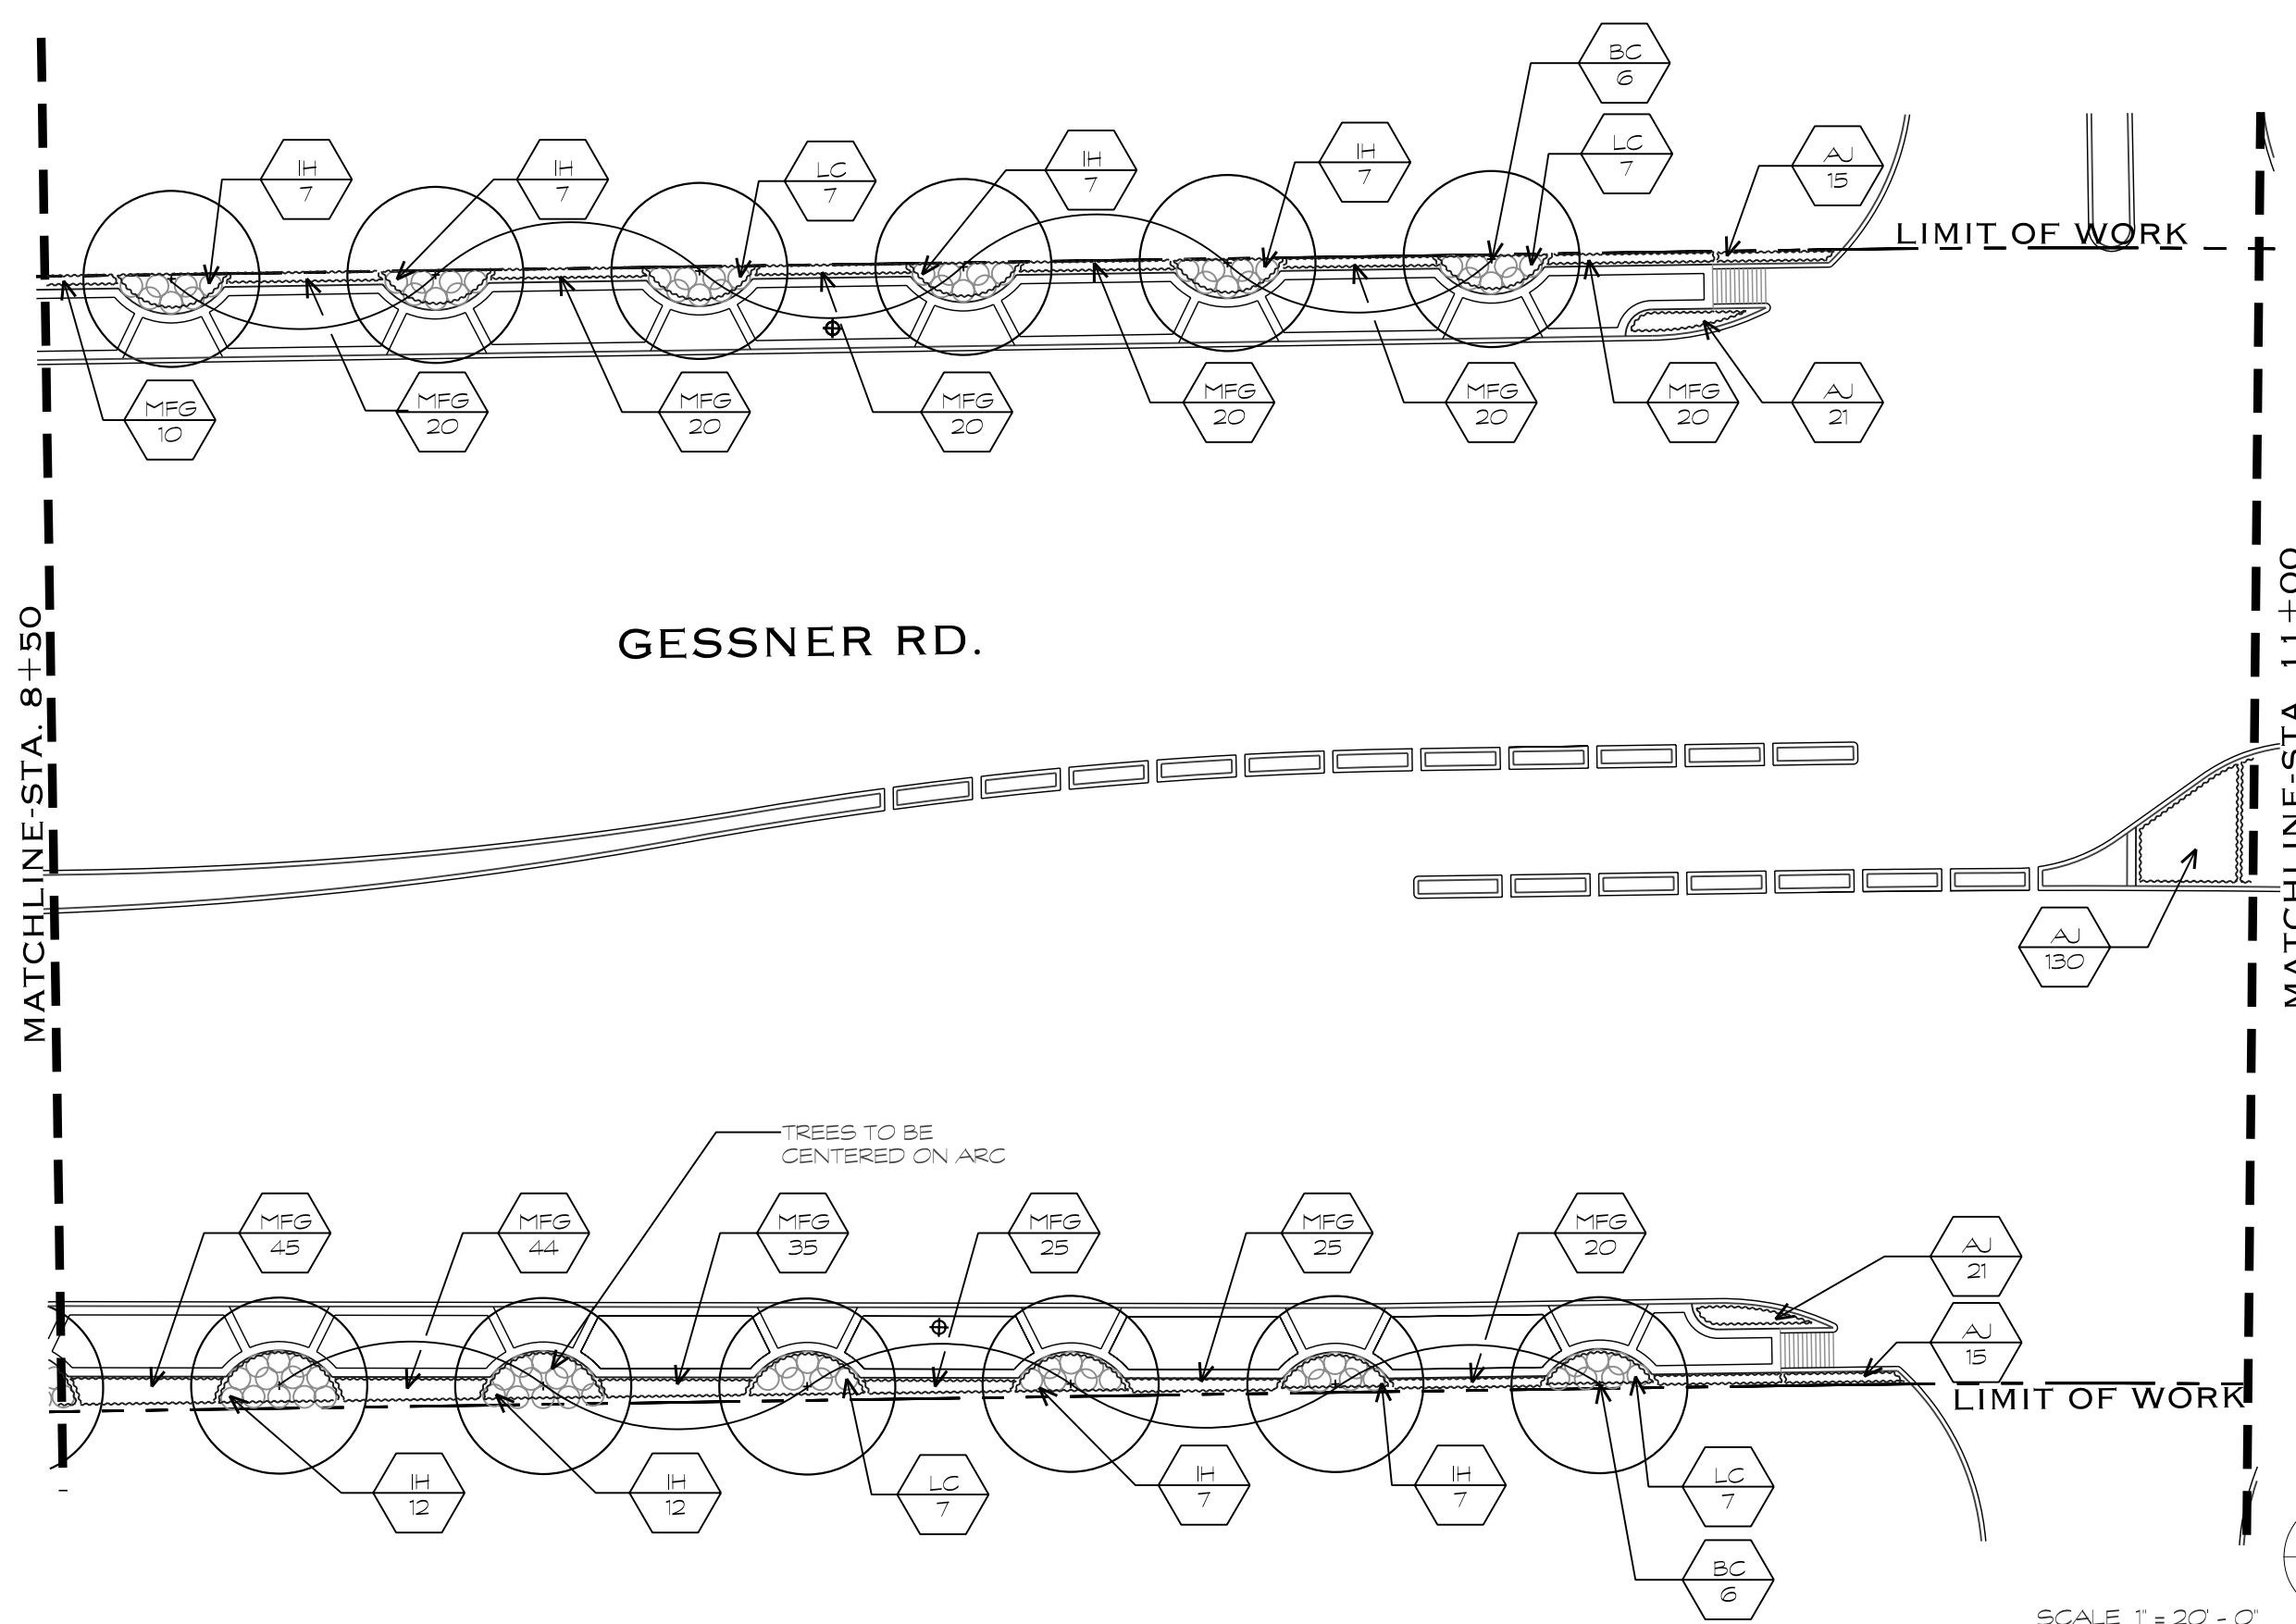 BC
6
IH
7
IH
7
LC
7
IH
7
IH
7
LC
7
AJ
15
LIMIT OF WORK
MFG
10
MFG
20
MFG
20
MFG
20
MFG
20
MFG
20
MFG
20
AJ
21
GESSNER RD.
MATCHLINE-STA. 8+50
MATCHLINE-STA. 11+00
AJ
130
TREES TO BE
CENTERED ON ARC
MFG
45
MFG
44
MFG
35
MFG
25
MFG
25
MFG
20
AJ
21
AJ
15
LIMIT OF WORK
IH
12
IH
12
LC
7
IH
7
IH
7
LC
7
BC
6
SCALE 1" = 20' - 0"